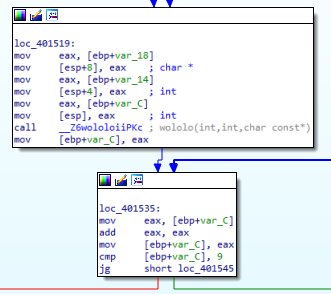 loc_401519:
mov     eax, [ebp+var_18]
mov     [esp+8], eax    ; char *
mov     eax, [ebp+var_14]
mov     [esp+4], eax    ; int
mov     eax, [ebp+var_C]
mov     [esp], eax      ; int
call    __Z6wololoiiPKc ; wololo(int,int,char const*)
mov     [ebp+var_C], eax
loc_401535:
mov     eax, [ebp+var_C]
add     eax, eax
mov     [ebp+var_C], eax
cmp     [ebp+var_C], 9
jg      short loc_401545